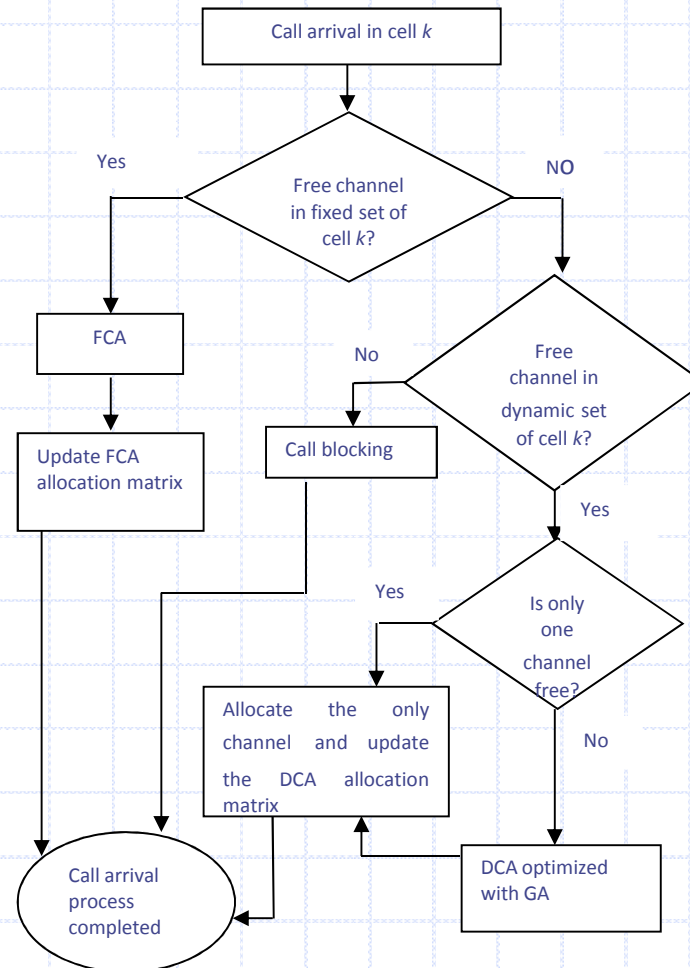 Call arrival in cell k
Yes
NO
Free channel
in fixed set of
cell k?
FCA
No
Free
channel in
dynamic set
of cell k?
Update FCA
allocation matrix
Call blocking
Yes
Yes
Is only
one
channel
free?
Allocate the only
channel and update
the DCA allocation
matrix
No
Call arrival
process
completed
DCA optimized
with GA